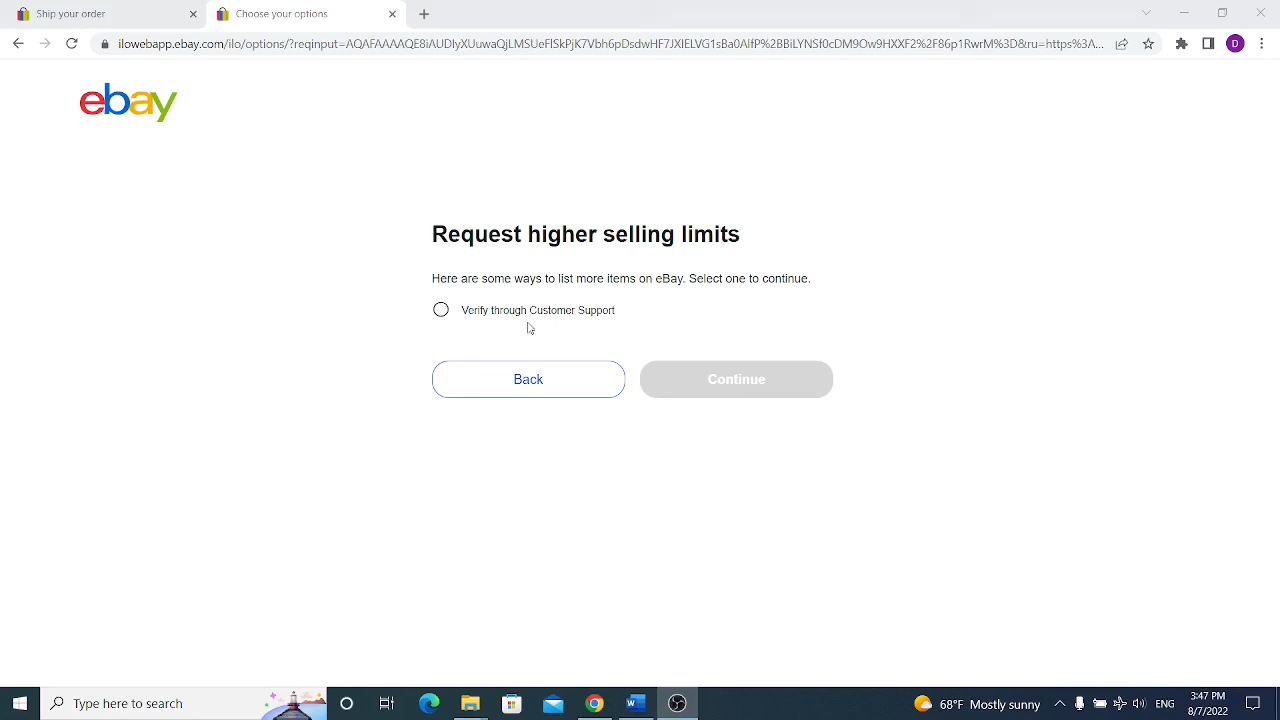 Ship your order
Choose your options
ilowebapp.ebay.com/ilo/options/?reqinput=AQAFAAAAQE8iAUDlyXUuwaQjLMSUeFlSkPjK7Vbh6pDsdwHF7JXIELVG1sBa0AlfP%2BBiLYNSf0cDM9Ow9HXXF2%2F86p1RwrM%3D&ru=https%3A...
D
ebay
Request higher selling limits
Here are some ways to list more items on eBay. Select one to continue.
Verify through Customer Support
Back
Continue
Type here to search
88°F Mostly sunny
ENG
3:47 PM
8/7/2022